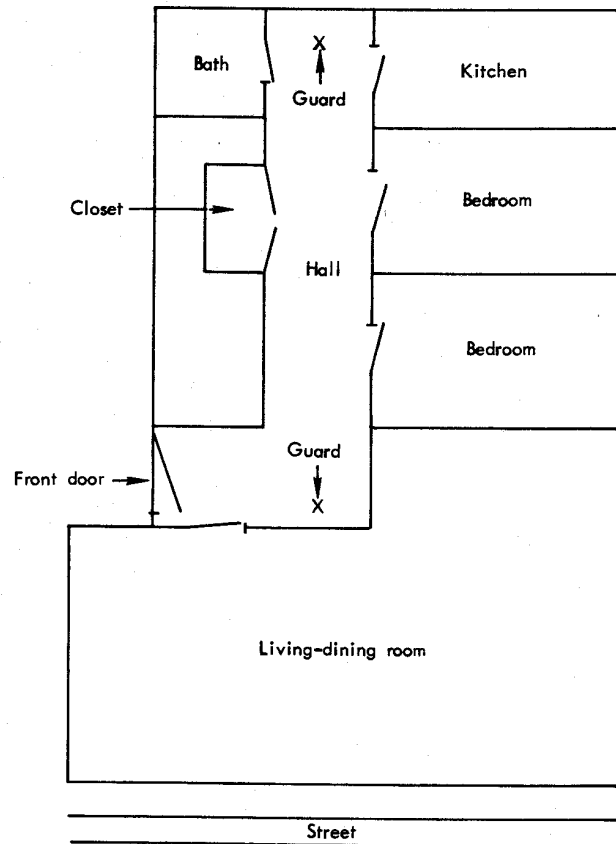 Bath
X
Guard
Kitchen
Closet
Bedroom
Hall
Bedroom
Guard
Front door
X
Living-dining room
Street